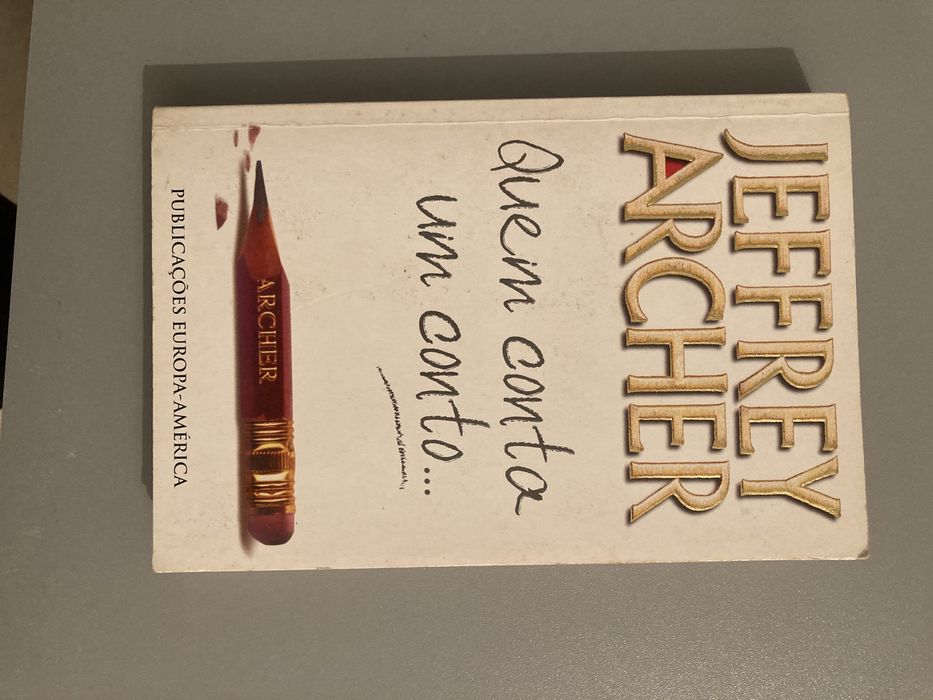 JEFFREY
ARCHER
Quem conta
um conto...
ARCHER
PUBLICAÇÕES EUROPA-AMÉRICA